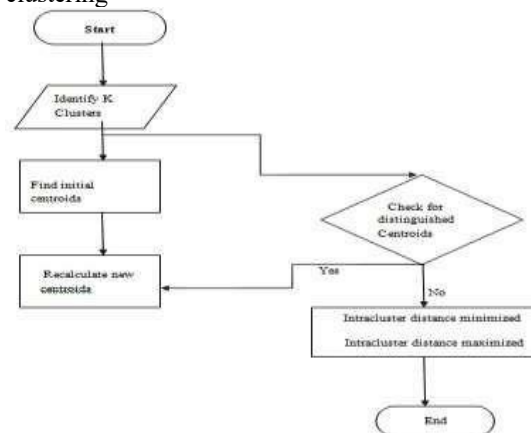 clustering
Start
Identify K
Clusters
Find initial
centroids
Check for
distinguished
Centroids
Recalculate new
centroids
Yes
No
Intracluster distance minimized
Intracluster distance maximized
End